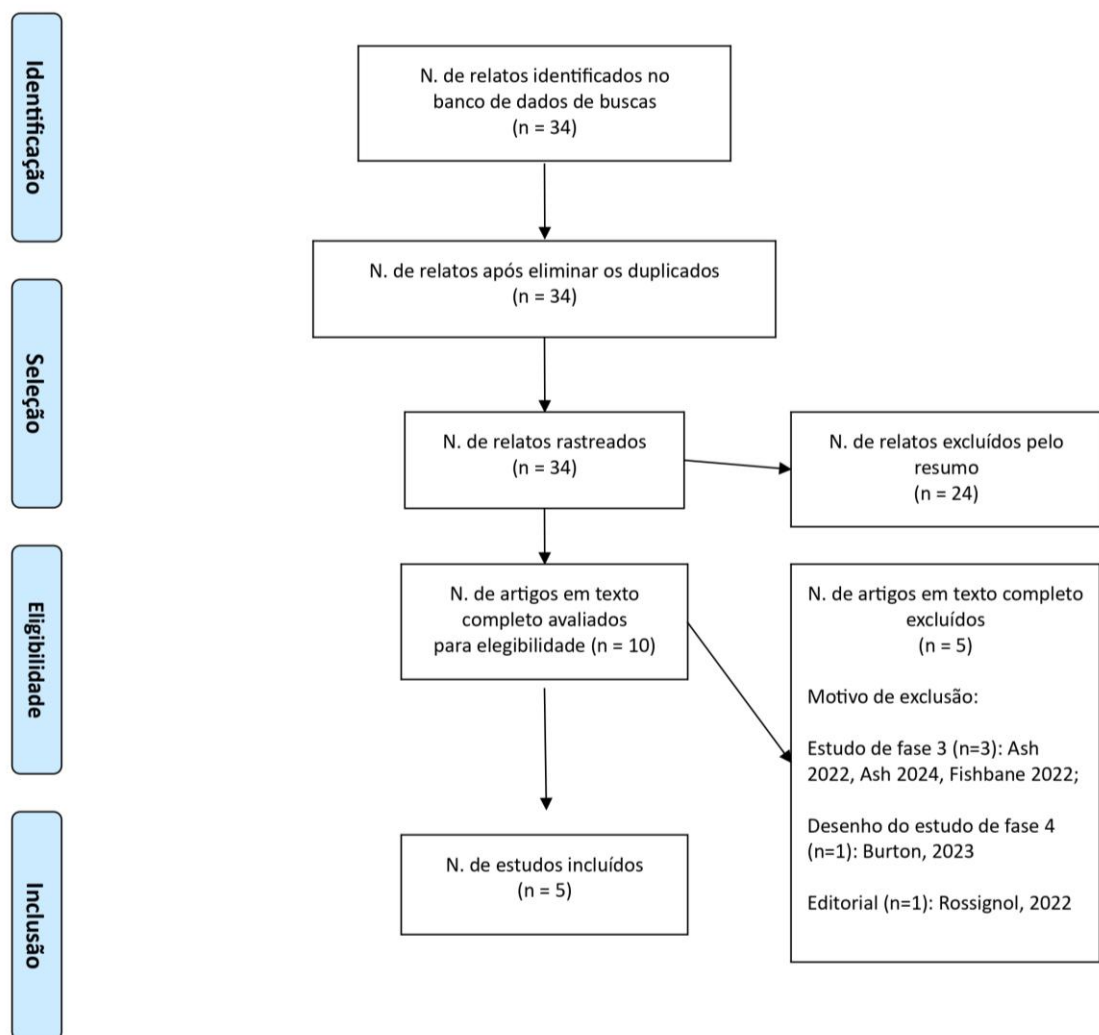 Identificação
N. de relatos identificados no
banco de dados de buscas
(n = 34)
N. de relatos após eliminar os duplicados
(n = 34)
Seleção
N. de relatos rastreados
(n = 34)
N. de relatos excluídos pelo
resumo
(n = 24)
Eligibilidade
N. de artigos em texto
completo avaliados
para elegibilidade (n = 10)
N. de artigos em texto completo
excluídos
(n = 5)
Motivo de exclusão:
Estudo de fase 3 (n=3): Ash
2022, Ash 2024, Fishbane 2022;
Desenho do estudo de fase 4
(n=1): Burton, 2023
Editorial (n=1): Rossignol, 2022
Inclusão
N. de estudos incluídos
(n = 5)